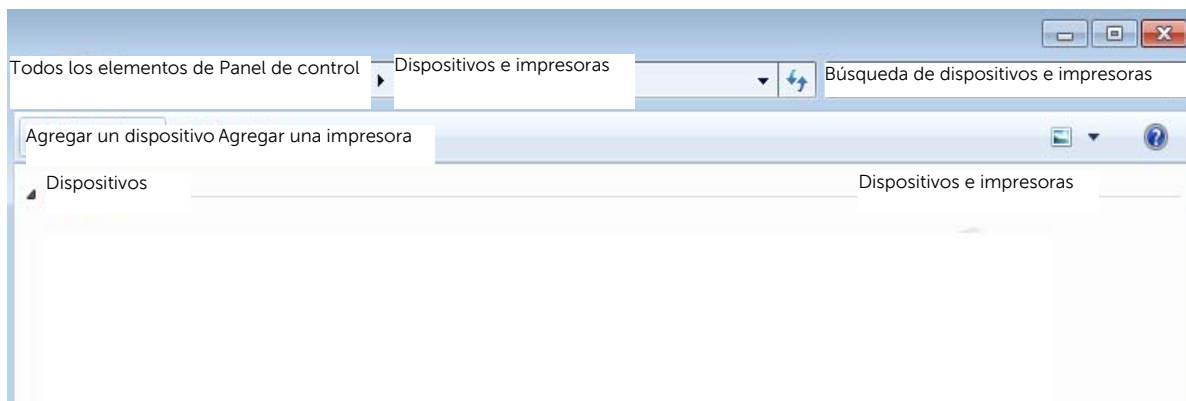 Todos los elementos de Panel de control
Dispositivos e impresoras
Búsqueda de dispositivos e impresoras
Agregar un dispositivo Agregar una impresora
Dispositivos
Dispositivos e impresoras